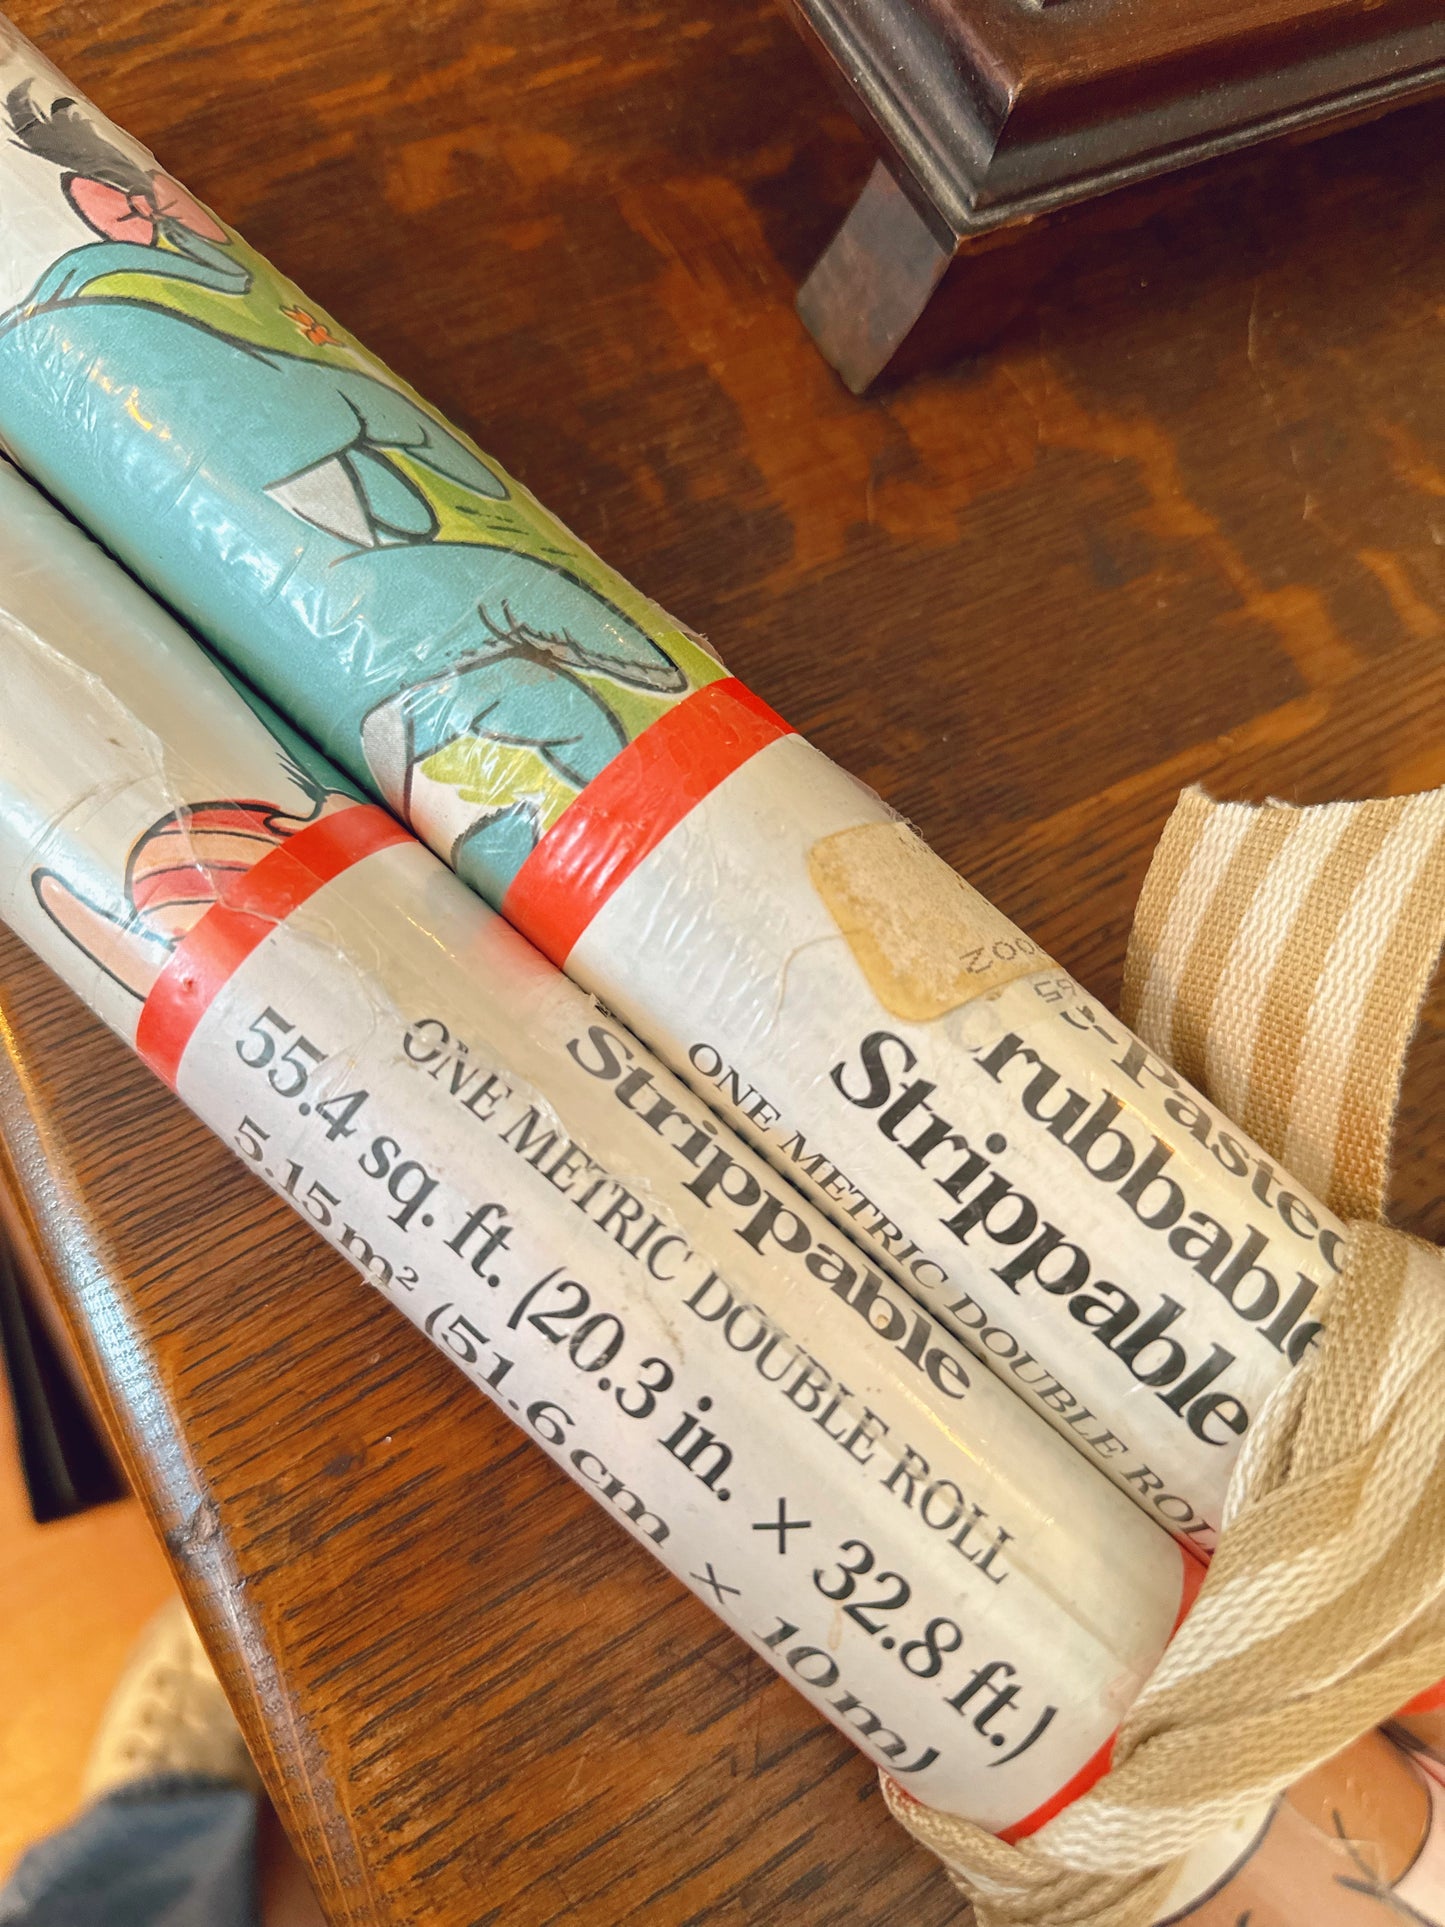 -Pasted
Scrubbable
Strippable
ONE METRIC DOUBLE ROLL
Strippable
ONE METRIC DOUBLE ROLL
55.4 sq. ft. (20.3 in. × 32.8 ft.)
5.15 m² (51.6 cm × 10 m)